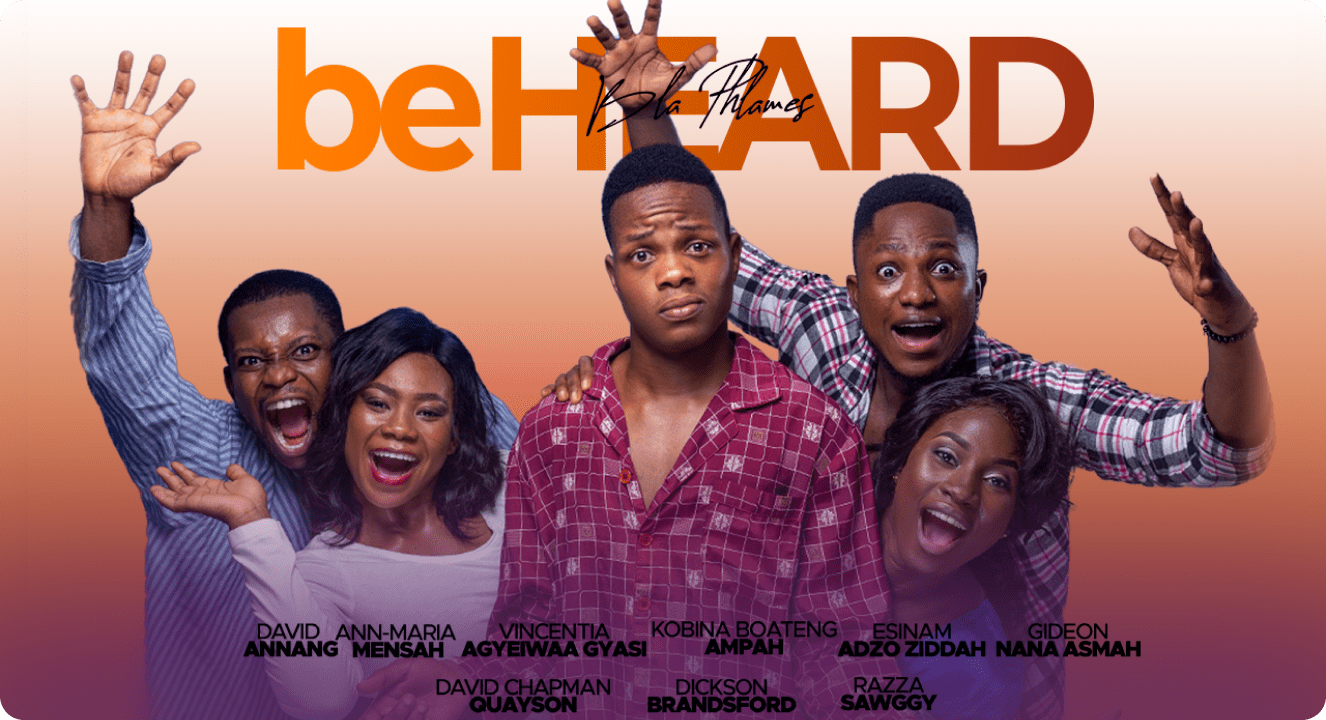 beHEARD
Bla Phlames
DAVID ANN-MARIA VINCENTIA KOBINA BOATENG ESINAM GIDEON
ANNANG MENSAH AGYEIWAA GYASI AMPAH ADZO ZIDDAH NANA ASMAH
DAVID CHAPMAN DICKSON RAZZA
QUAYSON BRANDSFORD SAWGGY